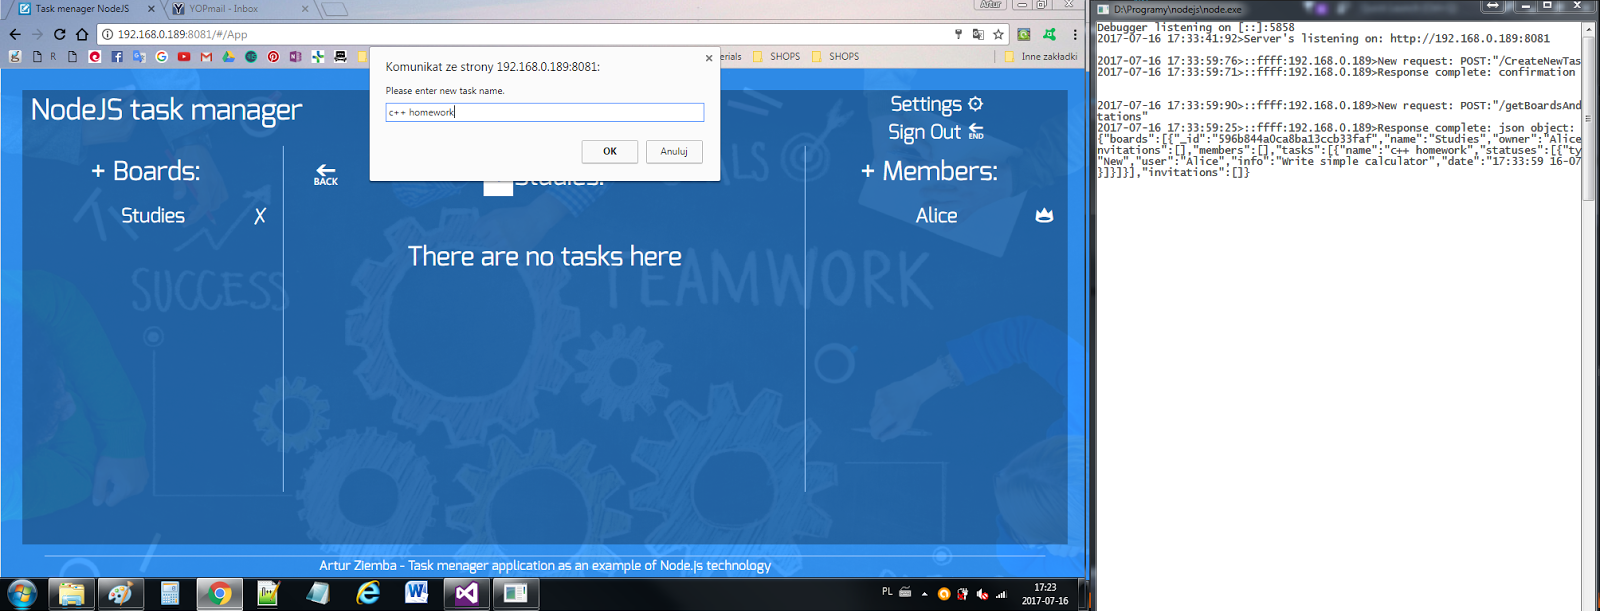 Task menager NodeJS
YOPmail - Inbox
Artur
192.168.0.189:8081/#/App
R
erials
SHOPS
SHOPS
Inne zakładki
Komunikat ze strony 192.168.0.189:8081:
Please enter new task name.
c++ homework
OK
Anuluj
NodeJS task manager
Settings
Sign Out
END
+ Boards:
BACK
Studies:
+ Members:
Studies
X
Alice
There are no tasks here
SUCCESS
GOALS
TEAMWORK
Artur Ziemba - Task menager application as an example of Node.js technology
PL
17:23
2017-07-16
D:\Programy\nodejs\node.exe
Debugger listening on [::]:5858
2017-07-16 17:33:41:92>Server's listening on: http://192.168.0.189:8081
2017-07-16 17:33:59:76>::ffff:192.168.0.189>New request: POST:"/CreateNewTas
2017-07-16 17:33:59:71>::ffff:192.168.0.189>Response complete: confirmation
2017-07-16 17:33:59:90>::ffff:192.168.0.189>New request: POST:"/getBoardsAnd
tations"
2017-07-16 17:33:59:25>::ffff:192.168.0.189>Response complete: json object:
{"boards":[{"_id":"596b844a0ca8ba13ccb33faf","name":"Studies","owner":"Alice
nvitations":[],"members":[],"tasks":[{"name":"c++ homework","statuses":[{"ty
"New","user":"Alice","info":"Write simple calculator","date":"17:33:59 16-07
}]}]}],"invitations":[]}